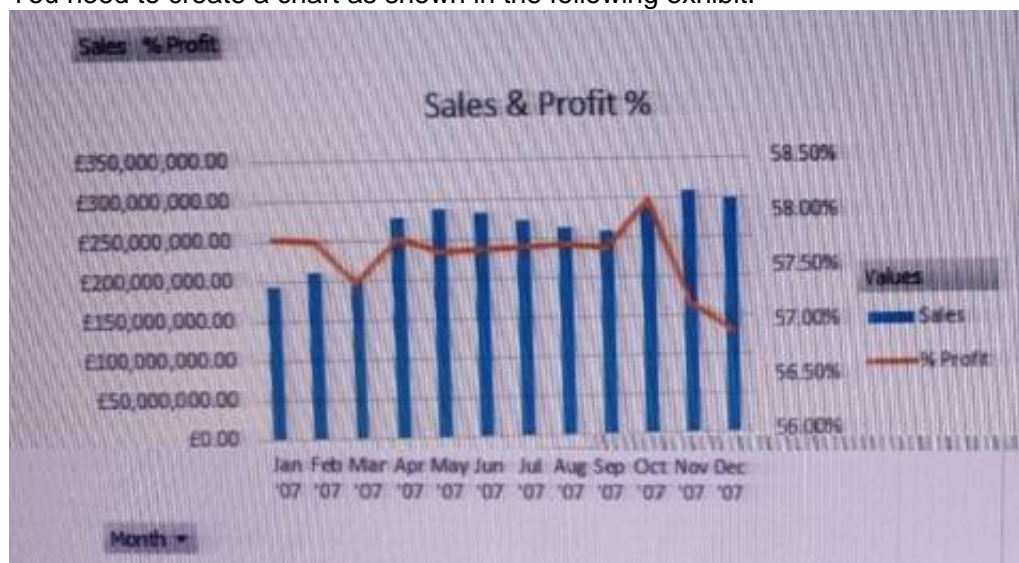 You need to create a chart as shown in the following exhibit.
Sales % Profit
Sales & Profit %
£350,000,000.00
£300,000,000.00
£250,000,000.00
£200,000,000.00
£150,000,000.00
£100,000,000.00
£50,000,000.00
£0.00
58.50%
58.00%
57.50%
57.00%
56.50%
56.00%
Values
Sales
% Profit
Jan Feb Mar Apr May Jun Jul Aug Sep Oct Nov Dec
'07 '07 '07 '07 '07 '07 '07 '07 '07 '07 '07 '07
Month